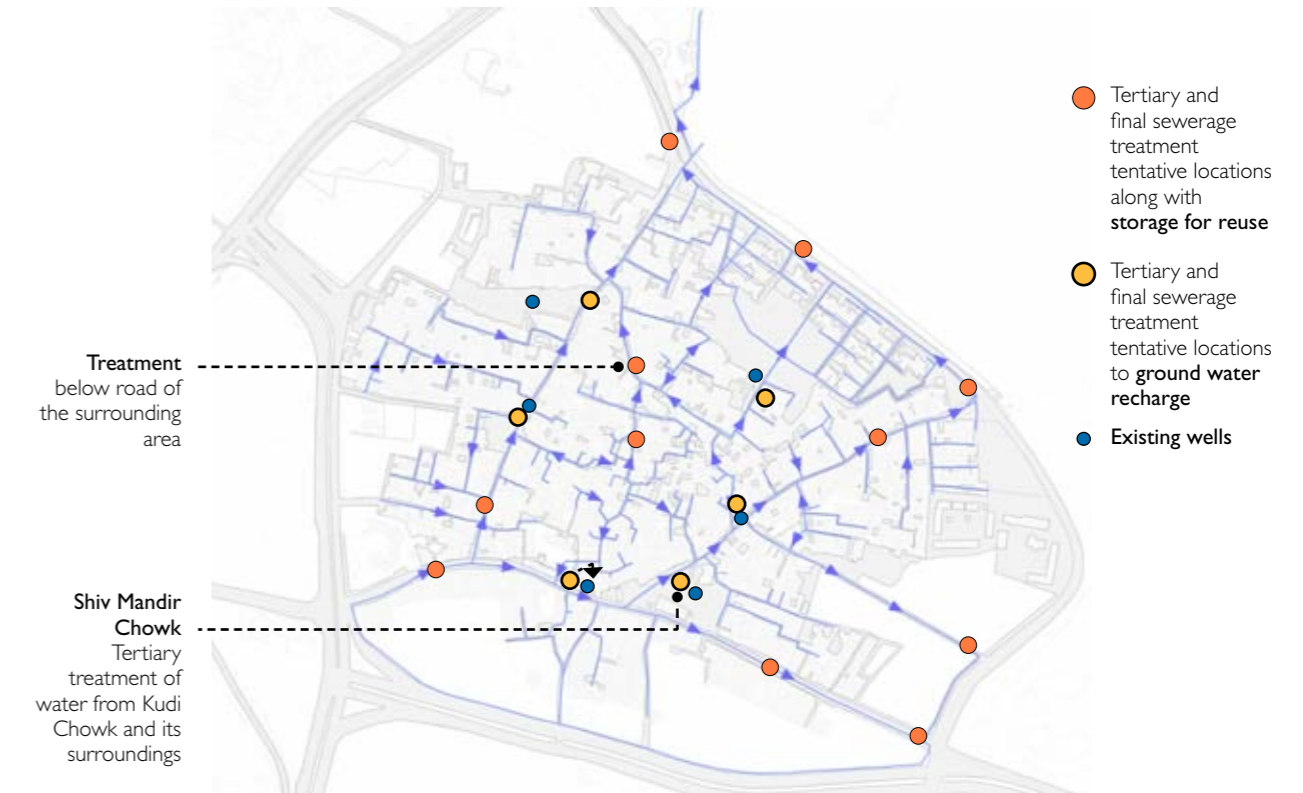 Treatment
below road of
the surrounding
area
Shiv Mandir
Chowk
Tertiary
treatment of
water from Kudi
Chowk and its
surroundings
Tertiary and
final sewerage
treatment
tentative locations
along with
storage for reuse
Tertiary and
final sewerage
treatment
tentative locations
to ground water
recharge
Existing wells